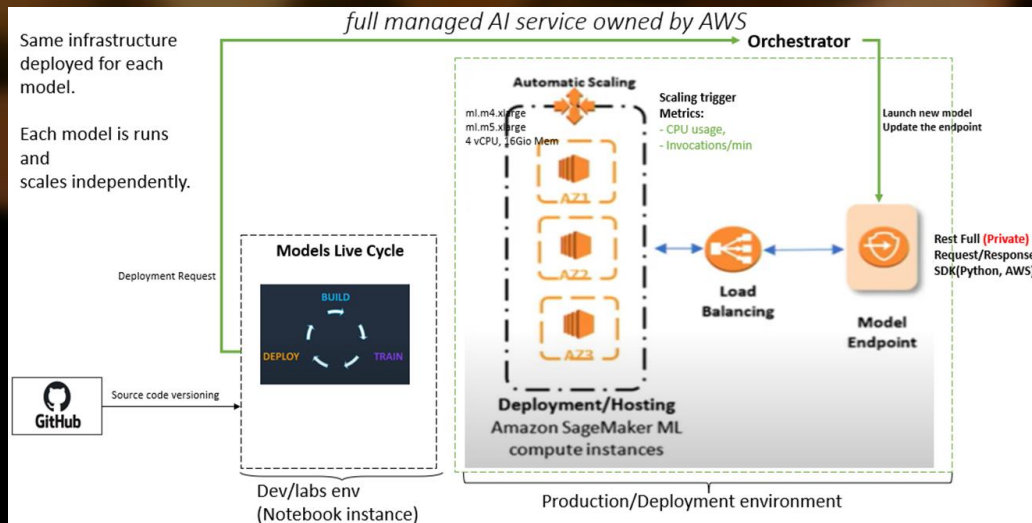 full managed AI service owned by AWS
Same infrastructure
deployed for each
model.
Each model is runs
and
scales independently.
Orchestrator
Automatic Scaling
ml.m4.xlarge
ml.m5.xlarge
4 vCPU, 16Gio Mem
Scaling trigger
Metrics:
- CPU usage,
- Invocations/min
Launch new model
Update the endpoint
AZ1
AZ2
AZ3
Models Live Cycle
BUILD
DEPLOY
TRAIN
Deployment Request
GitHub
Source code versioning
Load
Balancing
Model
Endpoint
Rest Full (Private)
Request/Response
SDK(Python, AWS)
Deployment/Hosting
Amazon SageMaker ML
compute instances
Dev/labs env
(Notebook instance)
Production/Deployment environment